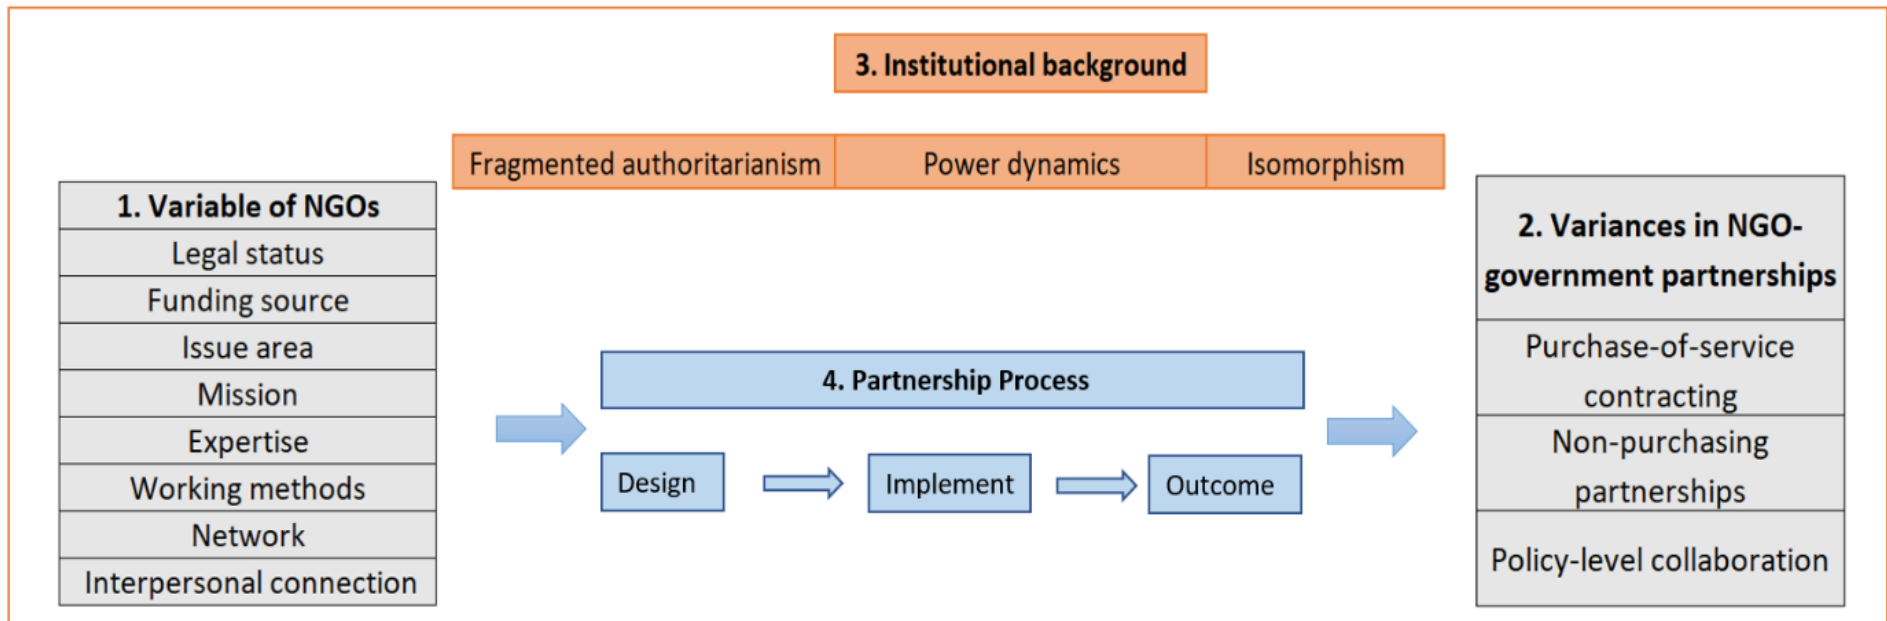 3. Institutional background
Fragmented authoritarianism
Power dynamics
Isomorphism
1. Variable of NGOs
Legal status
Funding source
Issue area
Mission
Expertise
Working methods
Network
Interpersonal connection
4. Partnership Process
Design
Implement
Outcome
2. Variances in NGO-
government partnerships
Purchase-of-service
contracting
Non-purchasing
partnerships
Policy-level collaboration